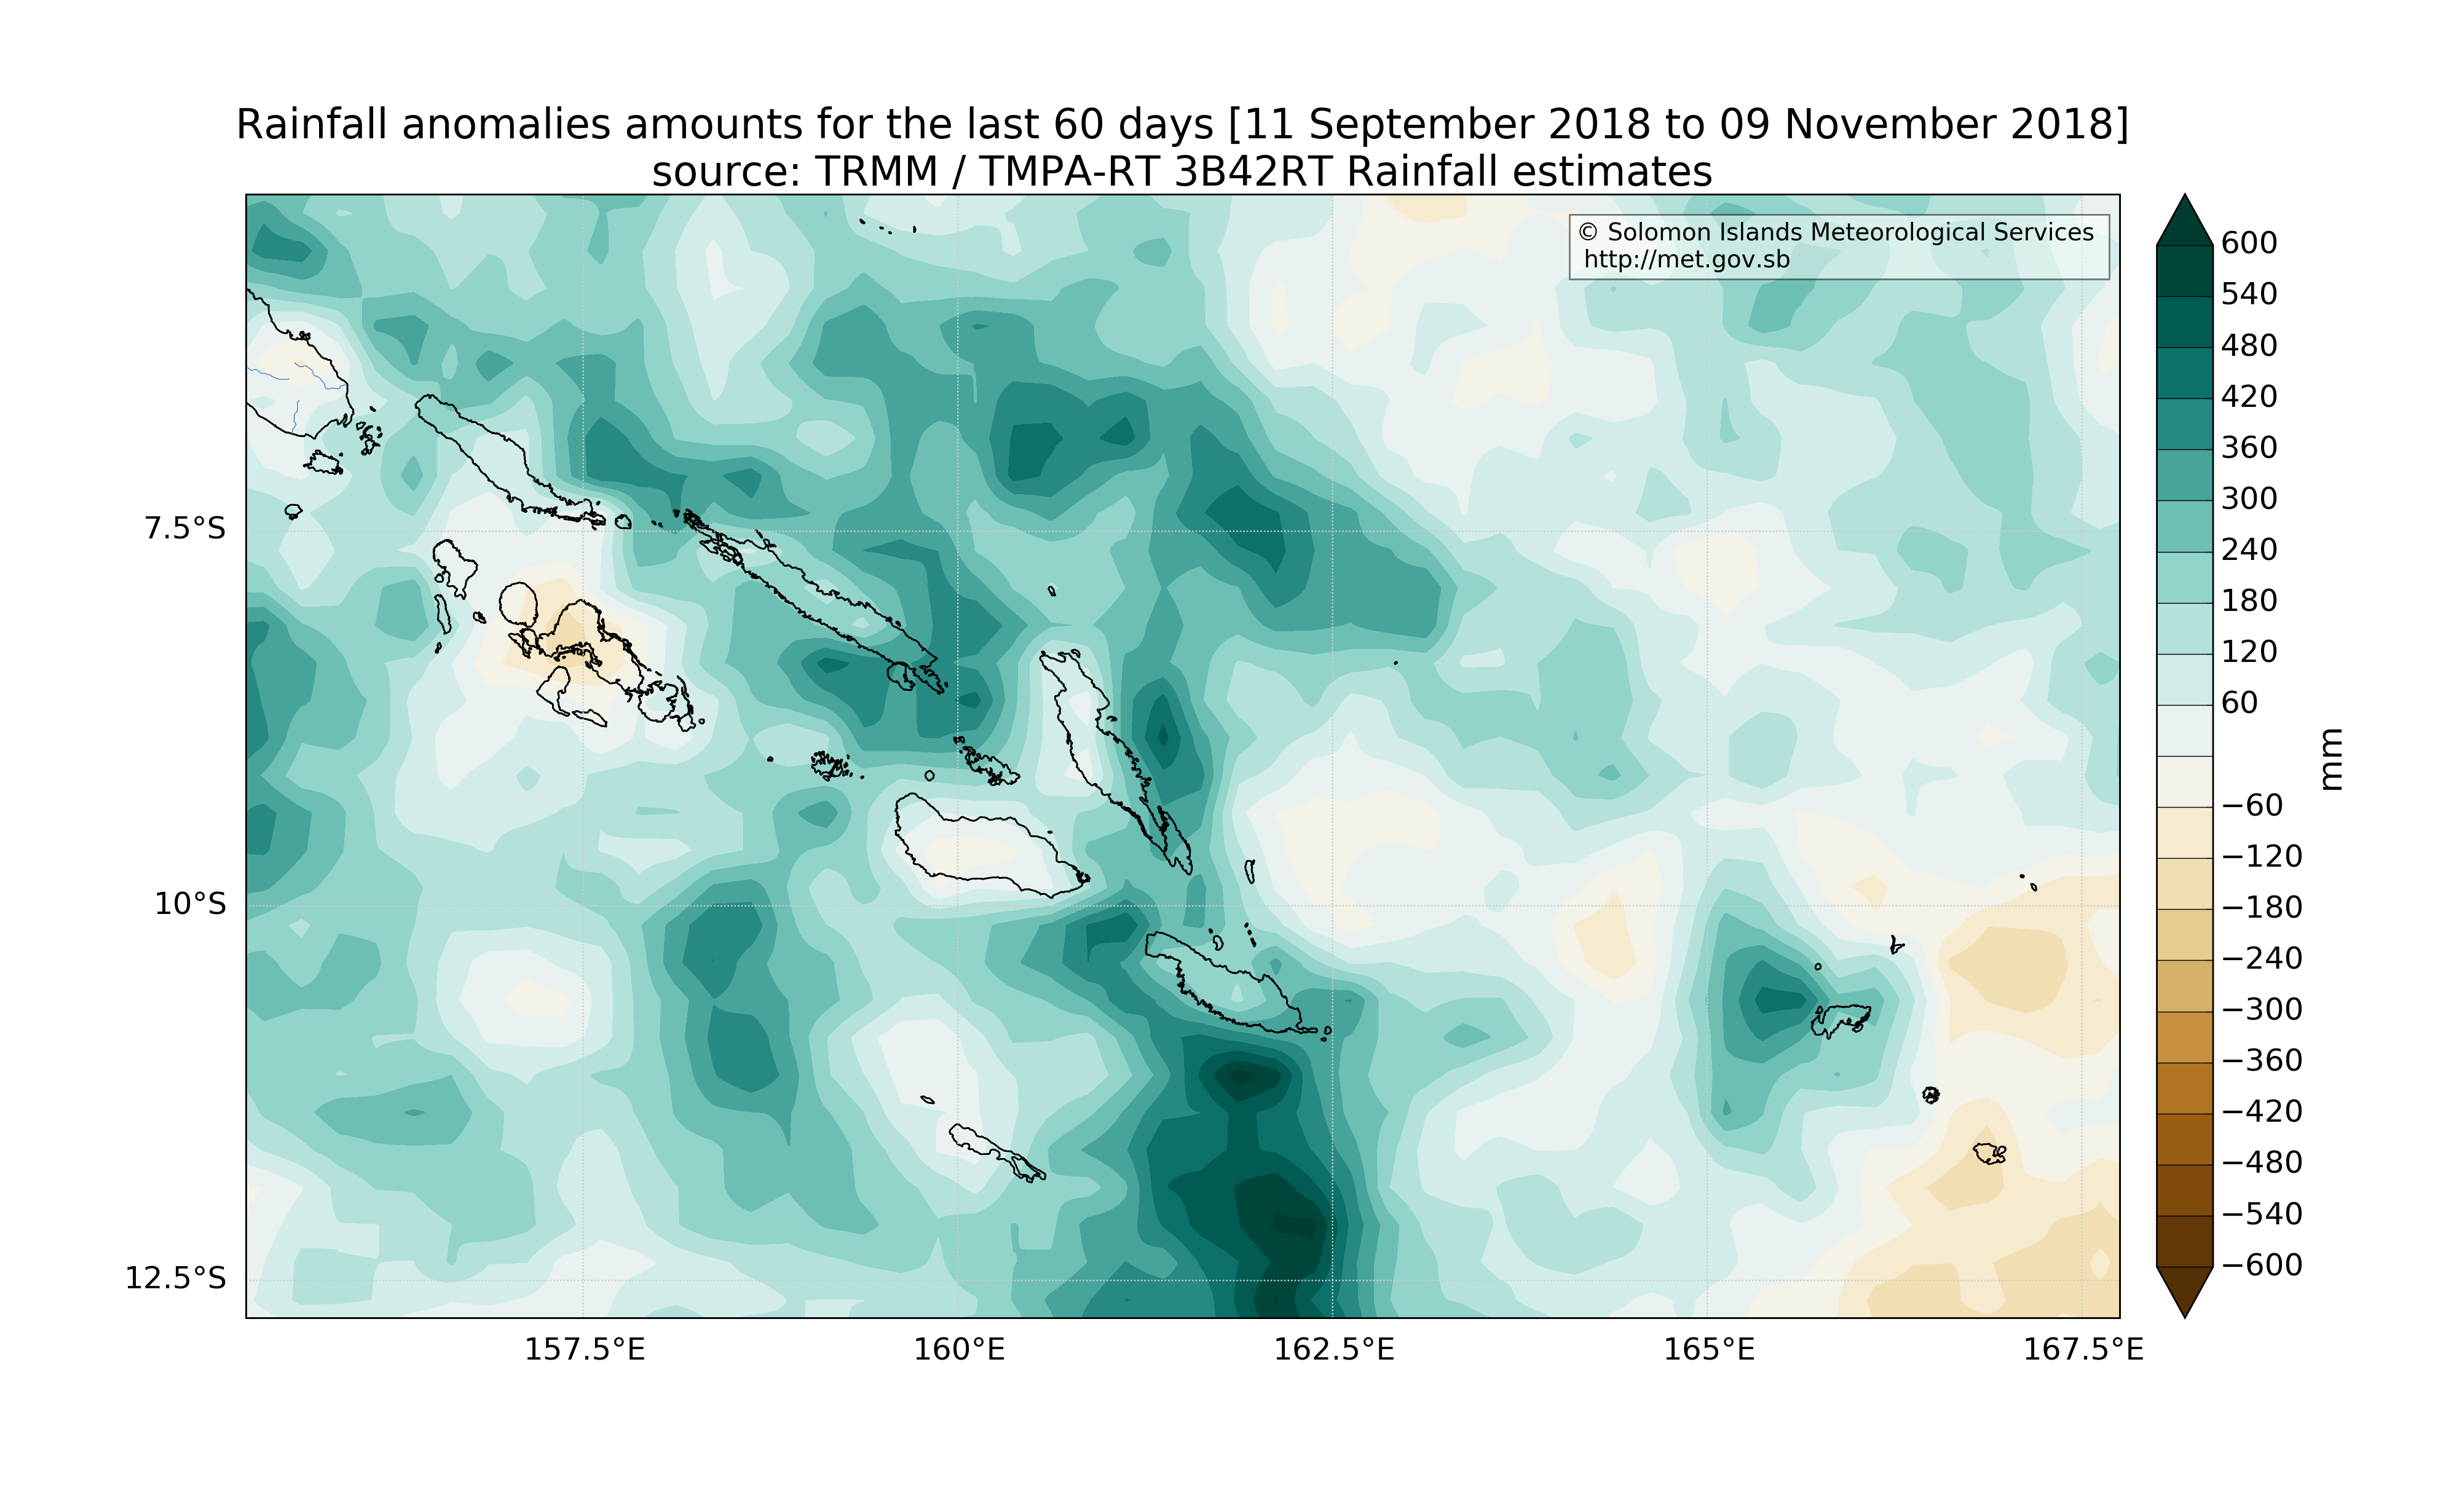 Rainfall anomalies amounts for the last 60 days [11 September 2018 to 09 November 2018]
source: TRMM / TMPA-RT 3B42RT Rainfall estimates
© Solomon Islands Meteorological Services
http://met.gov.sb
7.5°S
10°S
12.5°S
157.5°E
160°E
162.5°E
165°E
167.5°E
600
540
480
420
360
300
240
180
120
60
−60
−120
−180
−240
−300
−360
−420
−480
−540
−600
mm